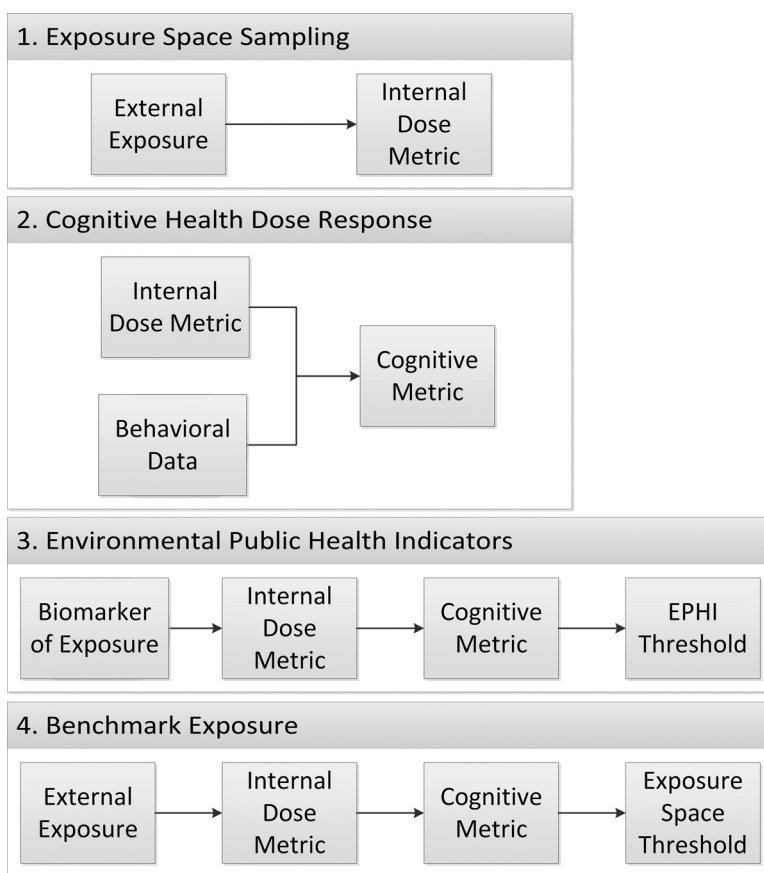 1. Exposure Space Sampling
External
Exposure
Internal
Dose
Metric
2. Cognitive Health Dose Response
Internal
Dose Metric
Behavioral
Data
Cognitive
Metric
3. Environmental Public Health Indicators
Biomarker
of Exposure
Internal
Dose
Metric
Cognitive
Metric
EPHI
Threshold
4. Benchmark Exposure
External
Exposure
Internal
Dose
Metric
Cognitive
Metric
Exposure
Space
Threshold